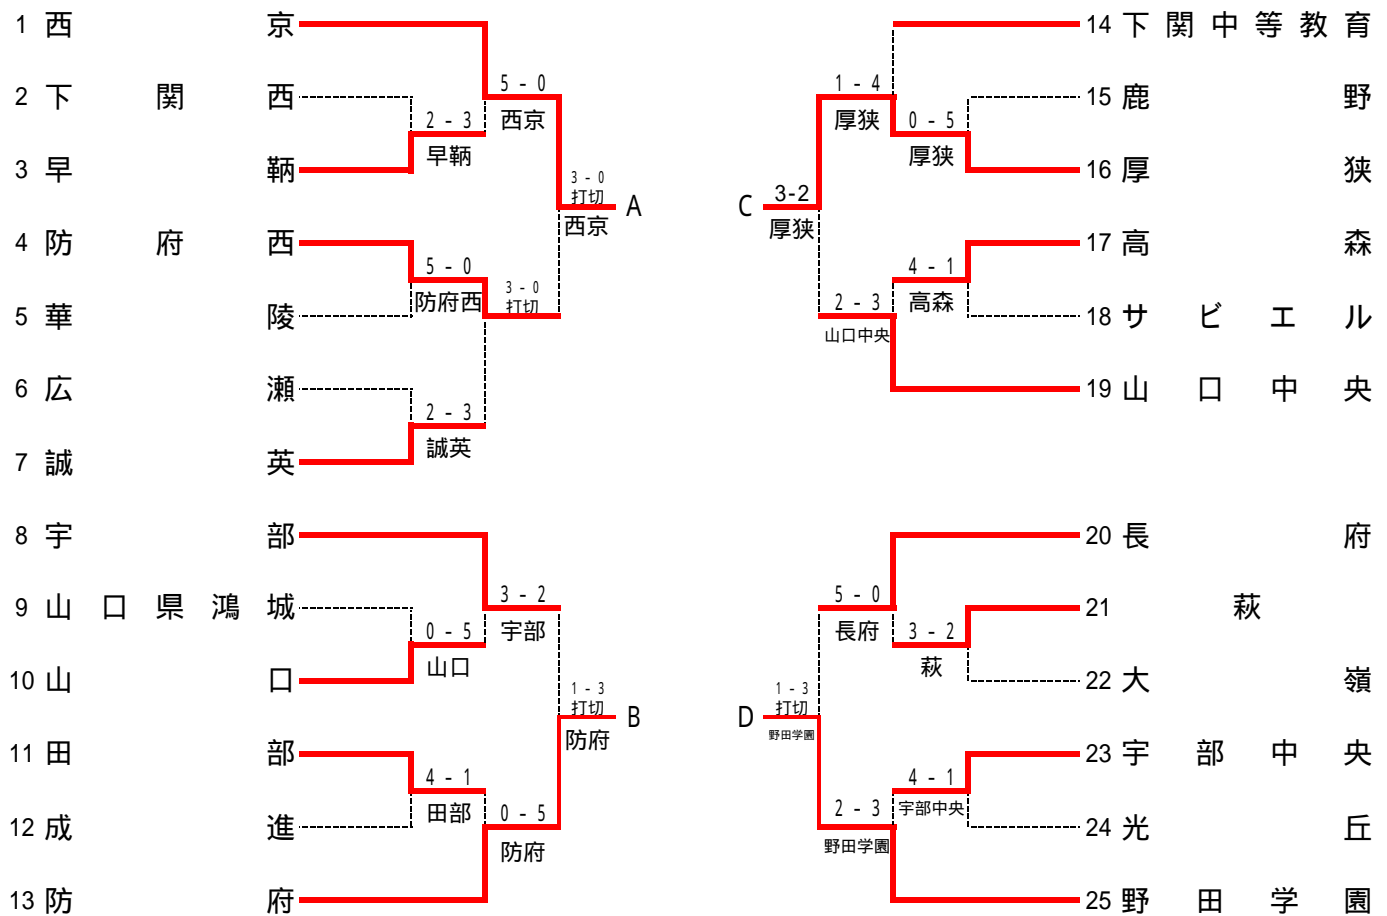 1 西京
2 下関西
3 早鞆
4 防府西
5 華陵
6 広瀬
7 誠英
8 宇部
9 山口県鴻城
10 山口
11 田部
12 成進
13 防府
5 - 0
西京
2 - 3
早鞆
3 - 0
打切
西京
A
5 - 0
防府西
3 - 0
打切
2 - 3
誠英
3 - 2
宇部
0 - 5
山口
1 - 3
打切
防府
B
4 - 1
田部
0 - 5
防府
1 - 4
厚狭
0 - 5
厚狭
C
3-2
厚狭
4 - 1
高森
2 - 3
山口中央
5 - 0
長府
3 - 2
萩
D
1 - 3
打切
野田学園
4 - 1
宇部中央
2 - 3
野田学園
14 下関中等教育
15 鹿野
16 厚狭
17 高森
18 サビエル
19 山口中央
20 長府
21 萩
22 大嶺
23 宇部中央
24 光丘
25 野田学園